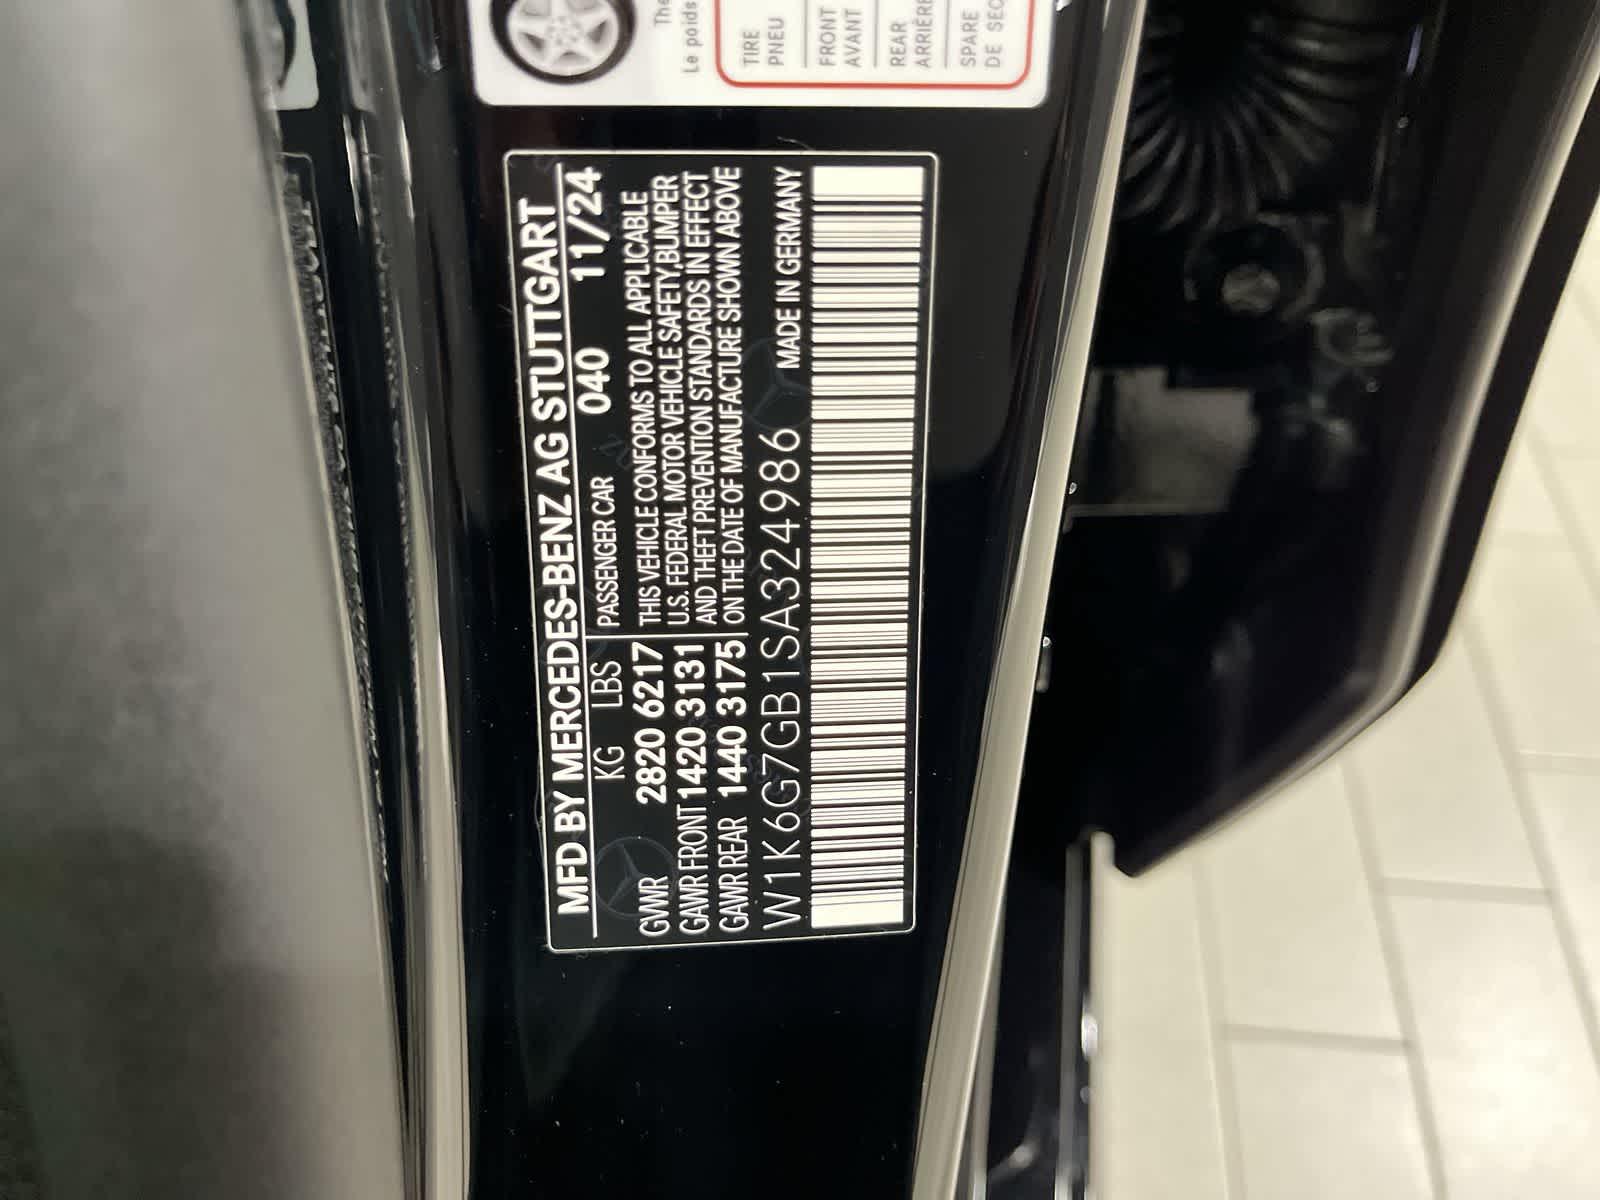 MFD BY MERCEDES-BENZ AG STUTTGART
KG LBS PASSENGER CAR 040 11/24
GVWR 2820 6217 THIS VEHICLE CONFORMS TO ALL APPLICABLE
GAWR FRONT 1420 3131 U.S. FEDERAL MOTOR VEHICLE SAFETY,BUMPER
GAWR REAR 1440 3175 AND THEFT PREVENTION STANDARDS IN EFFECT
ON THE DATE OF MANUFACTURE SHOWN ABOVE
W1K6G7GB1SA324986 MADE IN GERMANY
The
Le poids
TIRE
PNEU
FRONT
AVANT
REAR
ARRIÈRE
SPARE
DE SEC